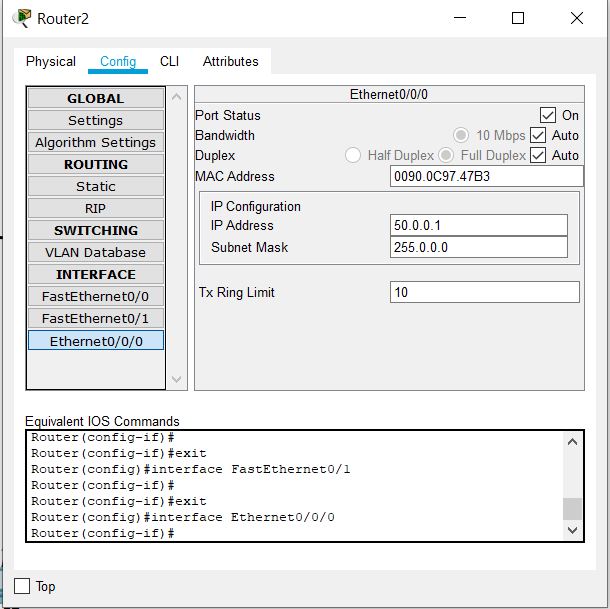 Router2
Physical Config CLI Attributes
GLOBAL
Settings
Algorithm Settings
ROUTING
Static
RIP
SWITCHING
VLAN Database
INTERFACE
FastEthernet0/0
FastEthernet0/1
Ethernet0/0/0
Ethernet0/0/0
Port Status On
Bandwidth 10 Mbps Auto
Duplex Half Duplex Full Duplex Auto
MAC Address 0090.0C97.47B3
IP Configuration
IP Address 50.0.0.1
Subnet Mask 255.0.0.0
Tx Ring Limit 10
Equivalent IOS Commands
Router(config-if)#
Router(config-if)#exit
Router(config)#interface FastEthernet0/1
Router(config-if)#
Router(config-if)#exit
Router(config)#interface Ethernet0/0/0
Router(config-if)#
Top